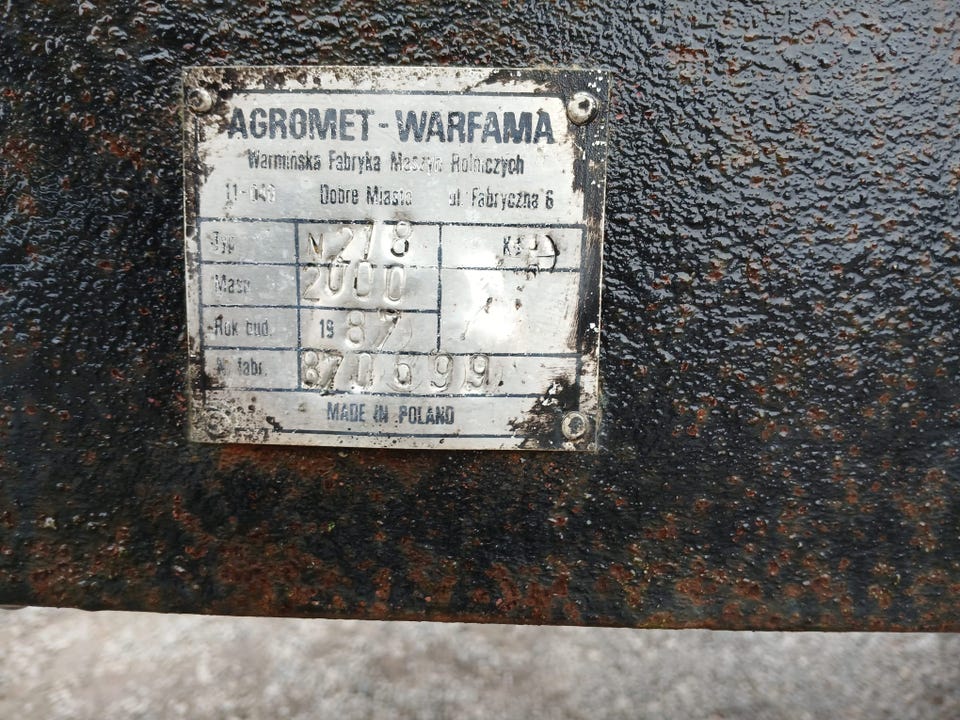 AGROMET-WARFAMA
Warmińska Fabryka Maszyn Rolniczych
11-040 Dobre Miasto ul. Fabryczna 6
Typ N 218
Masa 2000
Rok bud. 1987
Nr fabr.
MADE IN POLAND